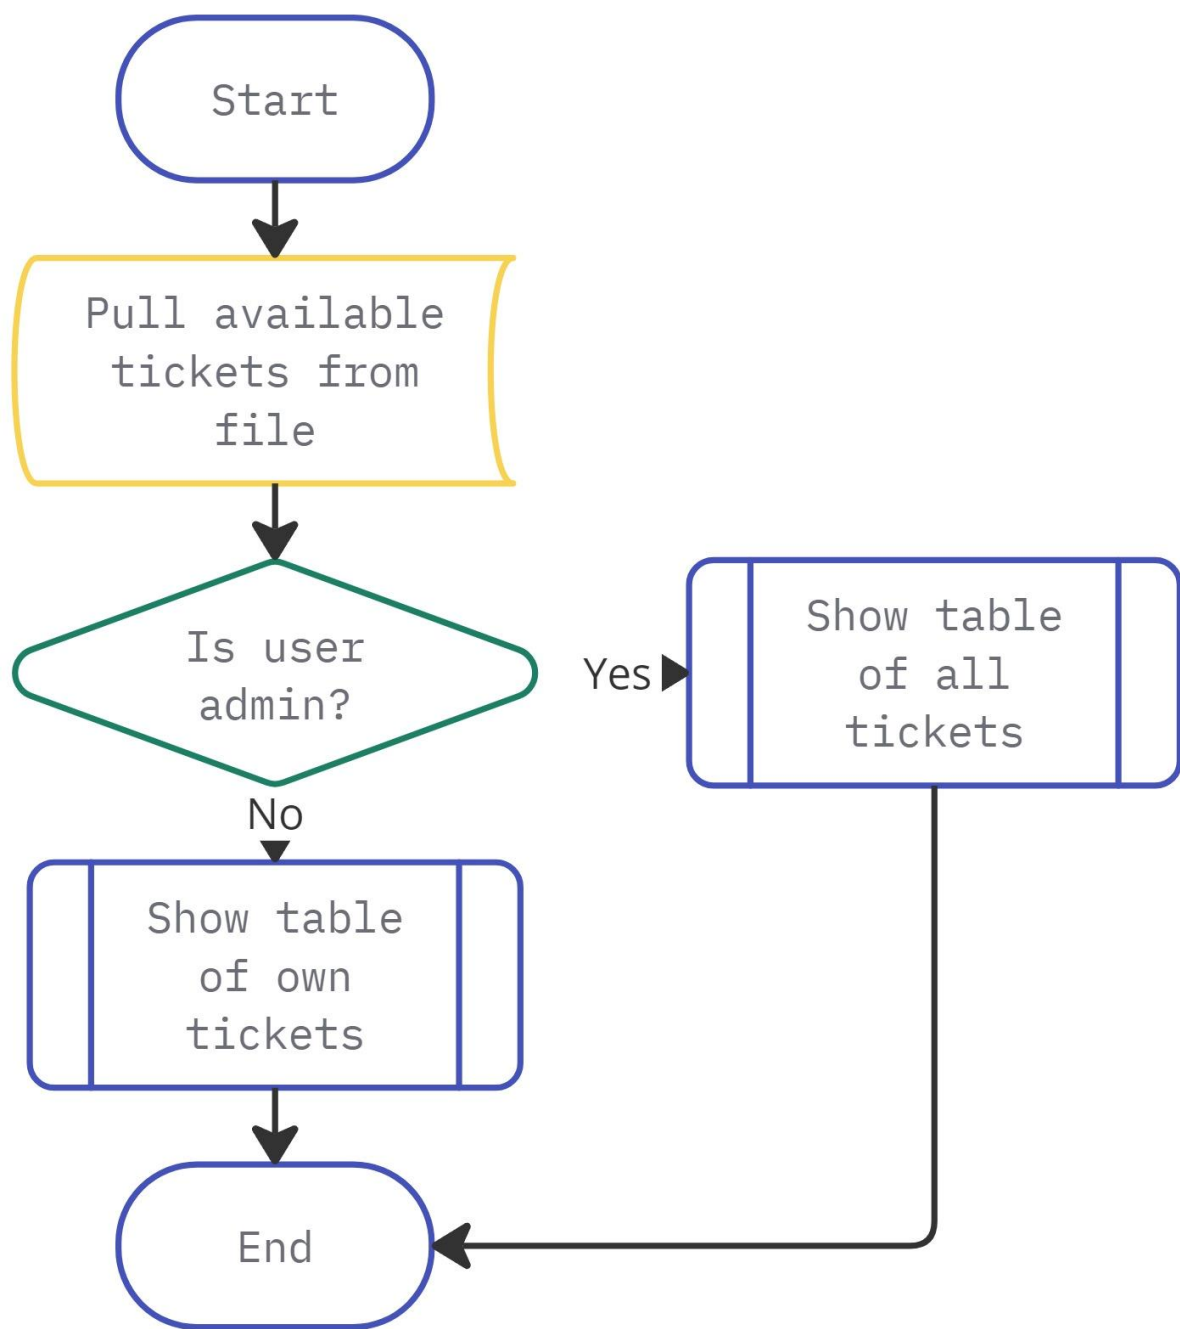 Start
Pull available
tickets from
file
Is user
admin?
Yes
Show table
of all
tickets
No
Show table
of own
tickets
End